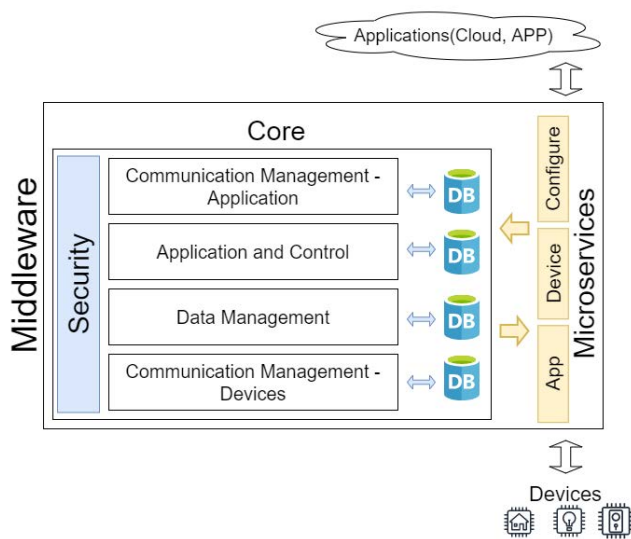 Applications(Cloud, APP)
Middleware
Core
Security
Communication Management -
Application
DB
Application and Control
DB
Data Management
DB
Communication Management -
Devices
DB
Configure
Device
App
Microservices
Devices